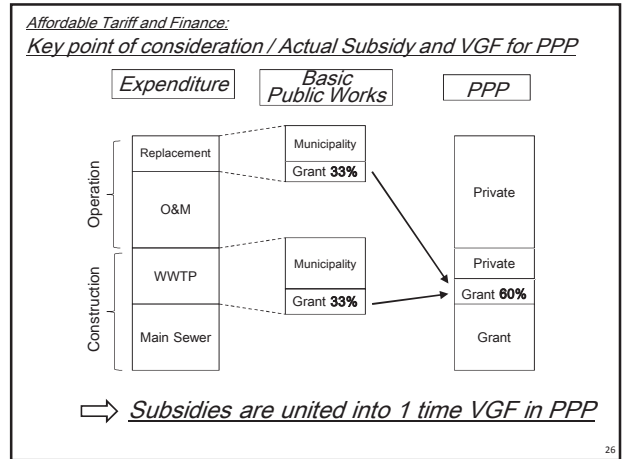 Affordable Tariff and Finance:
Key point of consideration / Actual Subsidy and VGF for PPP
Expenditure
Basic
Public Works
PPP
Operation
Construction
Replacement
O&M
WWTP
Main Sewer
Municipality
Grant 33%
Municipality
Grant 33%
Private
Private
Grant 60%
Grant
Subsidies are united into 1 time VGF in PPP
26